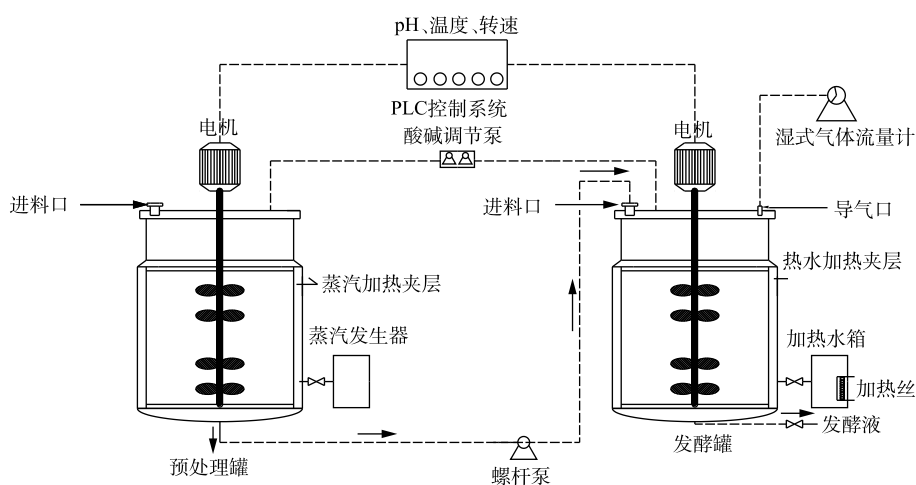 pH、温度、转速
PLC控制系统
电机
酸碱调节泵
电机
湿式气体流量计
进料口
进料口
导气口
热水加热夹层
蒸汽加热夹层
蒸汽发生器
加热水箱
加热丝
发酵液
发酵罐
预处理罐
螺杆泵